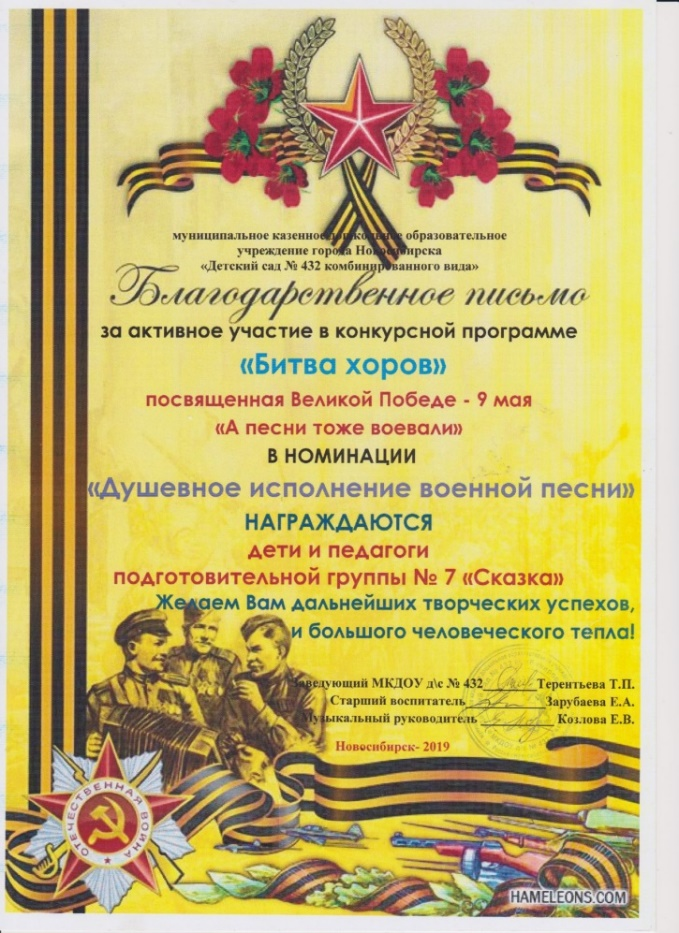 муниципальное казенное дошкольное образовательное
учреждение города Новосибирска
«Детский сад № 432 комбинированного вида»
Благодарственное письмо
за активное участие в конкурсной программе
«Битва хоров»
посвященная Великой Победе - 9 мая
«А песни тоже воевали»
В НОМИНАЦИИ
«Душевное исполнение военной песни»
НАГРАЖДАЮТСЯ
дети и педагоги
подготовительной группы № 7 «Сказка»
Желаем Вам дальнейших творческих успехов,
и большого человеческого тепла!
Заведующий МКДОУ д\с № 432 Терентьева Т.П.
Старший воспитатель Зарубаева Е.А.
Музыкальный руководитель Козлова Е.В.
Новосибирск- 2019
ОТЕЧЕСТВЕННАЯ ВОЙНА
HAMELEONS.COM